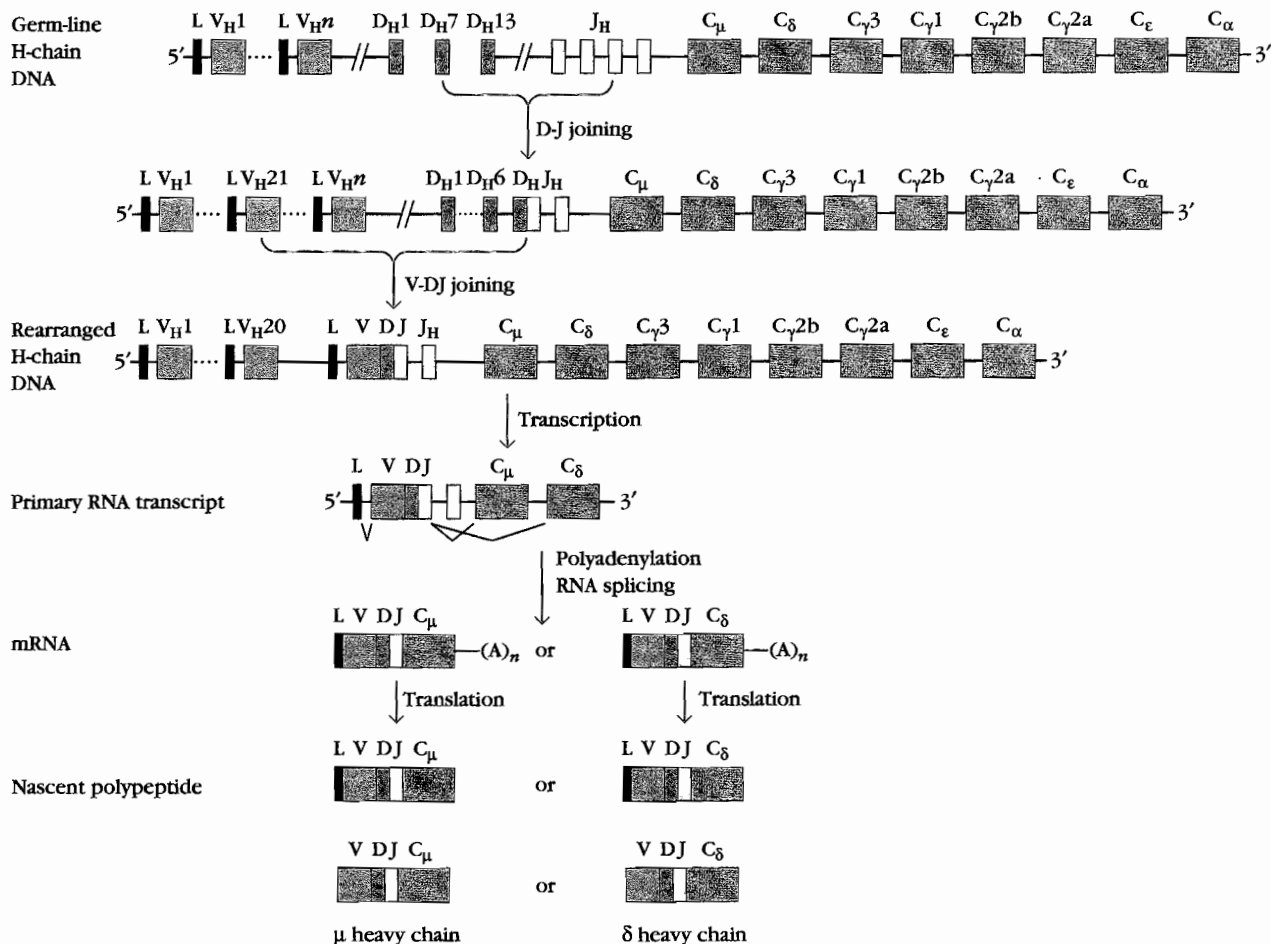 Germ-line
H-chain
DNA
L V_H1 L V_Hn D_H1 D_H7 D_H13 J_H C_μ C_δ C_γ3 C_γ1 C_γ2b C_γ2a C_ε C_α
5′ 3′
D-J joining
L V_H1 L V_H21 L V_Hn D_H1 D_H6 D_H J_H C_μ C_δ C_γ3 C_γ1 C_γ2b C_γ2a C_ε C_α
5′ 3′
V-DJ joining
Rearranged
H-chain
DNA
L V_H1 L V_H20 L V D J J_H C_μ C_δ C_γ3 C_γ1 C_γ2b C_γ2a C_ε C_α
5′ 3′
Transcription
L V D J C_μ C_δ
Primary RNA transcript 5′ 3′
Polyadenylation
RNA splicing
L V D J C_μ L V D J C_δ
mRNA (A)_n or (A)_n
Translation Translation
L V D J C_μ L V D J C_δ
Nascent polypeptide or
V D J C_μ V D J C_δ
or
μ heavy chain δ heavy chain